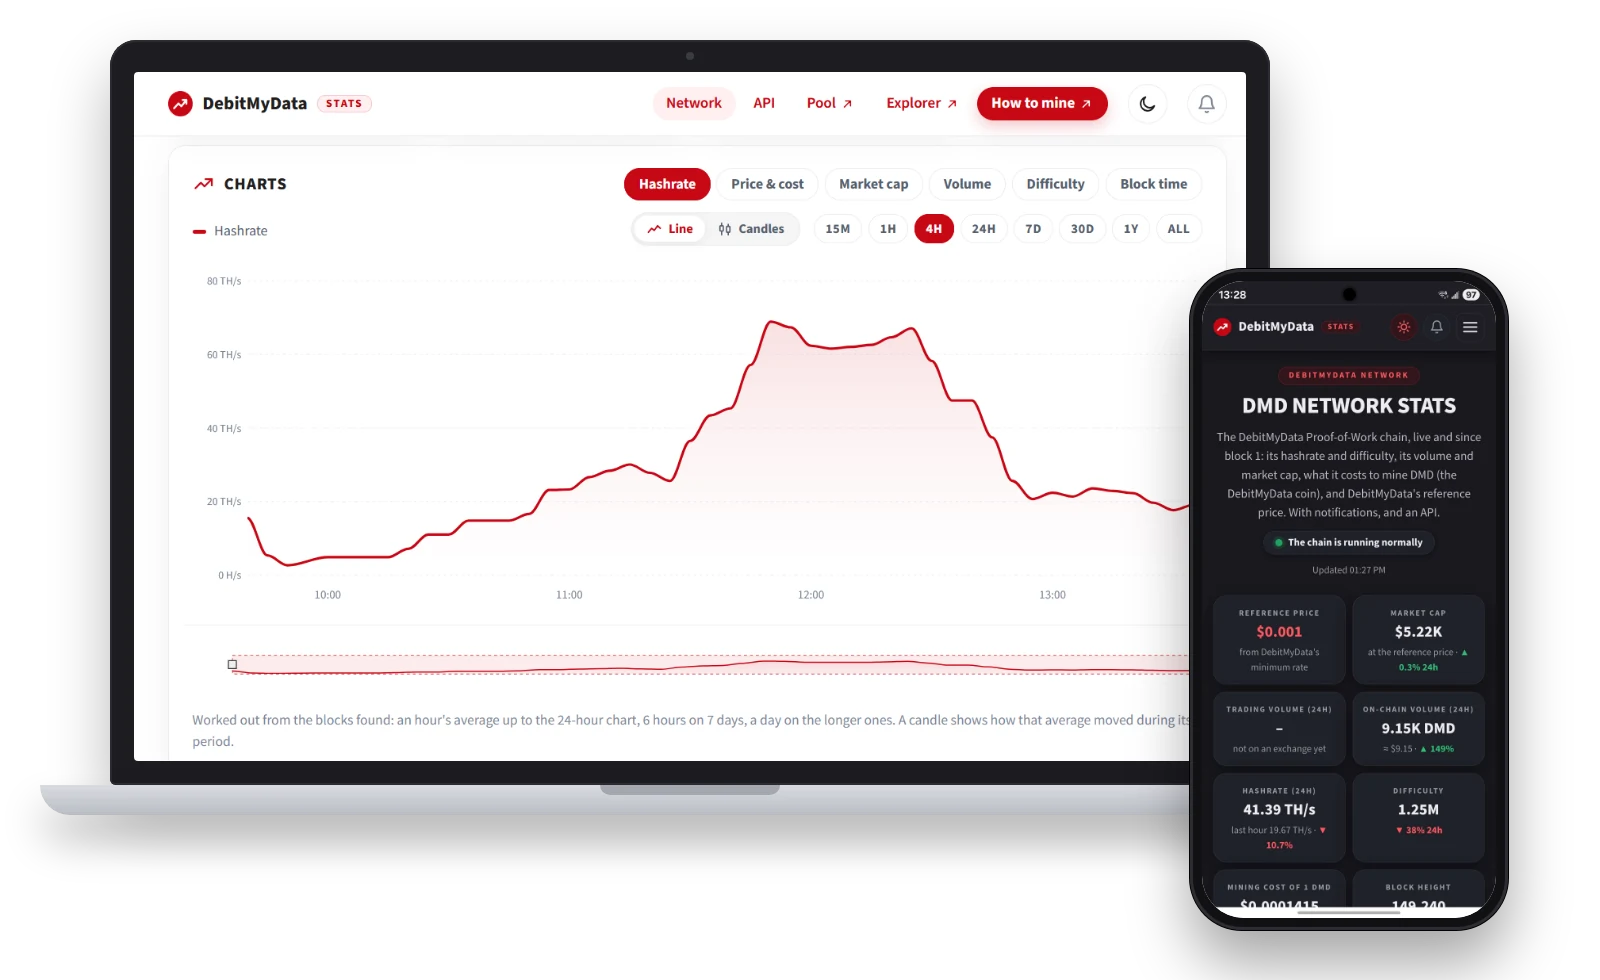 DebitMyData STATS
Network API Pool ↗ Explorer ↗ How to mine ↗
CHARTS
Hashrate Price & cost Market cap Volume Difficulty Block time
Hashrate
Line Candles 15M 1H 4H 24H 7D 30D 1Y ALL
80 TH/s
60 TH/s
40 TH/s
20 TH/s
0 H/s
10:00 11:00 12:00 13:00
Worked out from the blocks found: an hour's average up to the 24-hour chart, 6 hours on 7 days, a day on the longer ones. A candle shows how that average moved during its
period.
13:28 97
DebitMyData STATS
DEBITMYDATA NETWORK
DMD NETWORK STATS
The DebitMyData Proof-of-Work chain, live and since
block 1: its hashrate and difficulty, its volume and
market cap, what it costs to mine DMD (the
DebitMyData coin), and DebitMyData's reference
price. With notifications, and an API.
The chain is running normally
Updated 01:27 PM
REFERENCE PRICE
$0.001
from DebitMyData's
minimum rate
MARKET CAP
$5.22K
at the reference price · ▲
0.3% 24h
TRADING VOLUME (24H)
–
not on an exchange yet
ON-CHAIN VOLUME (24H)
9.15K DMD
≈ $9.15 · ▲ 149%
HASHRATE (24H)
41.39 TH/s
last hour 19.67 TH/s · ▼
10.7%
DIFFICULTY
1.25M
▼ 38% 24h
MINING COST OF 1 DMD
$0.0001415
BLOCK HEIGHT
149,240